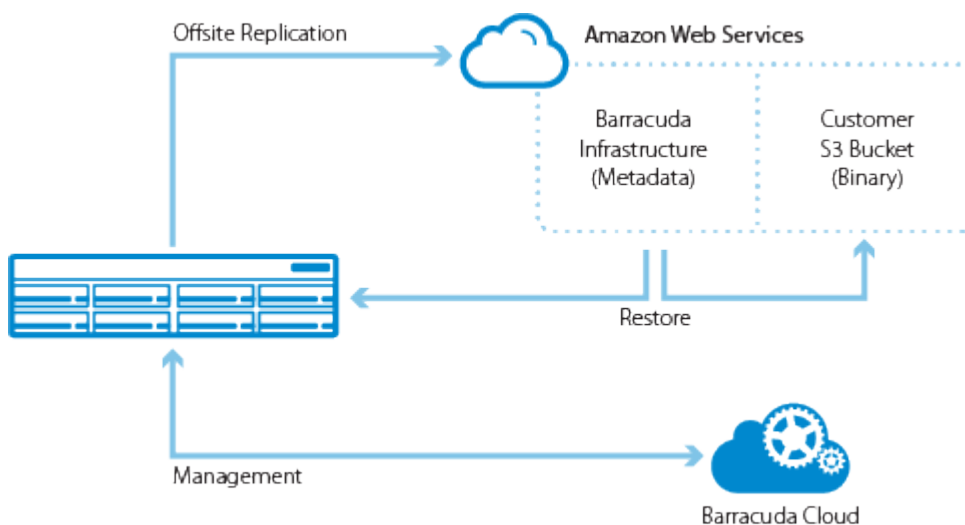 Offsite Replication
Amazon Web Services
Barracuda
Infrastructure
(Metadata)
Customer
S3 Bucket
(Binary)
Restore
Management
Barracuda Cloud